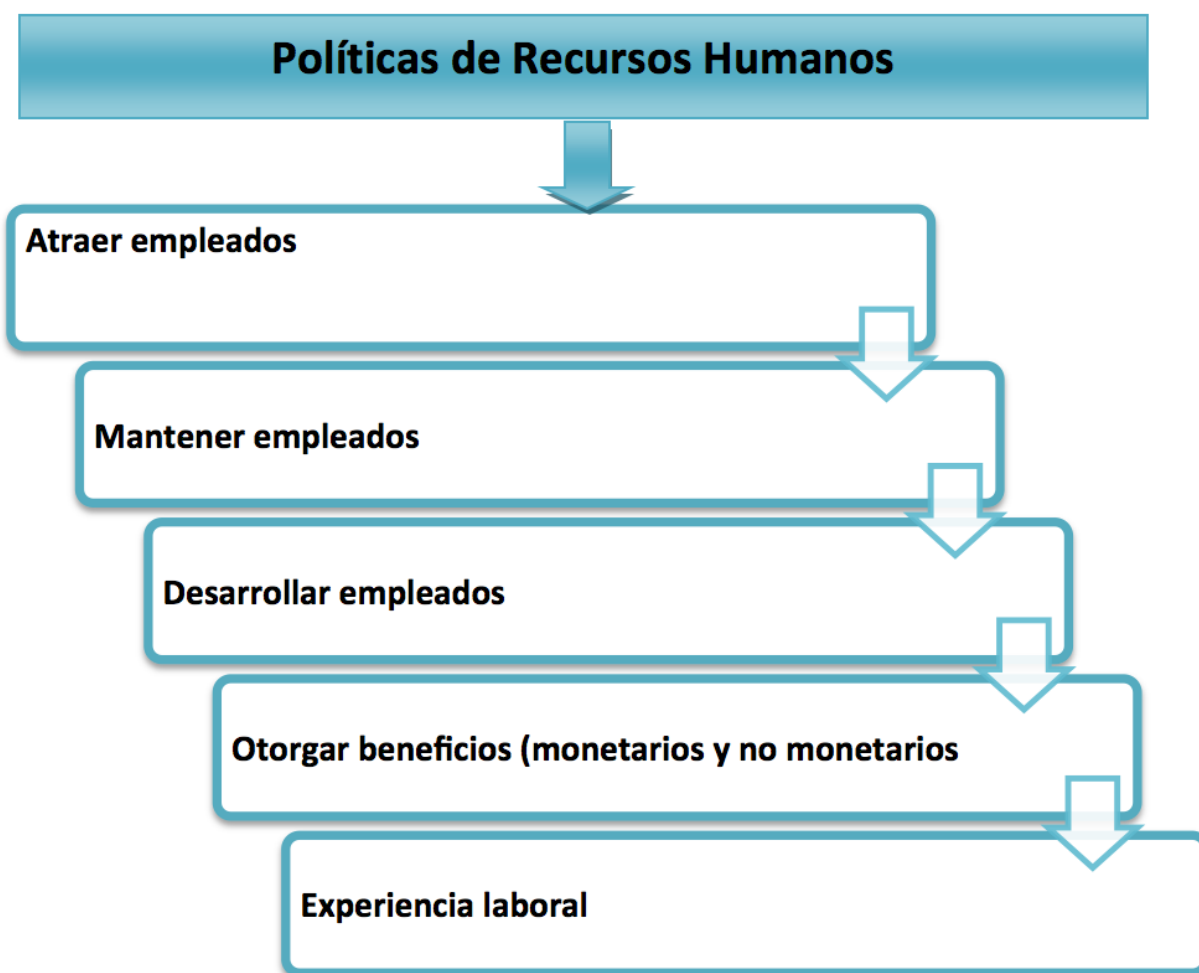 Políticas de Recursos Humanos
Atraer empleados
Mantener empleados
Desarrollar empleados
Otorgar beneficios (monetarios y no monetarios
Experiencia laboral